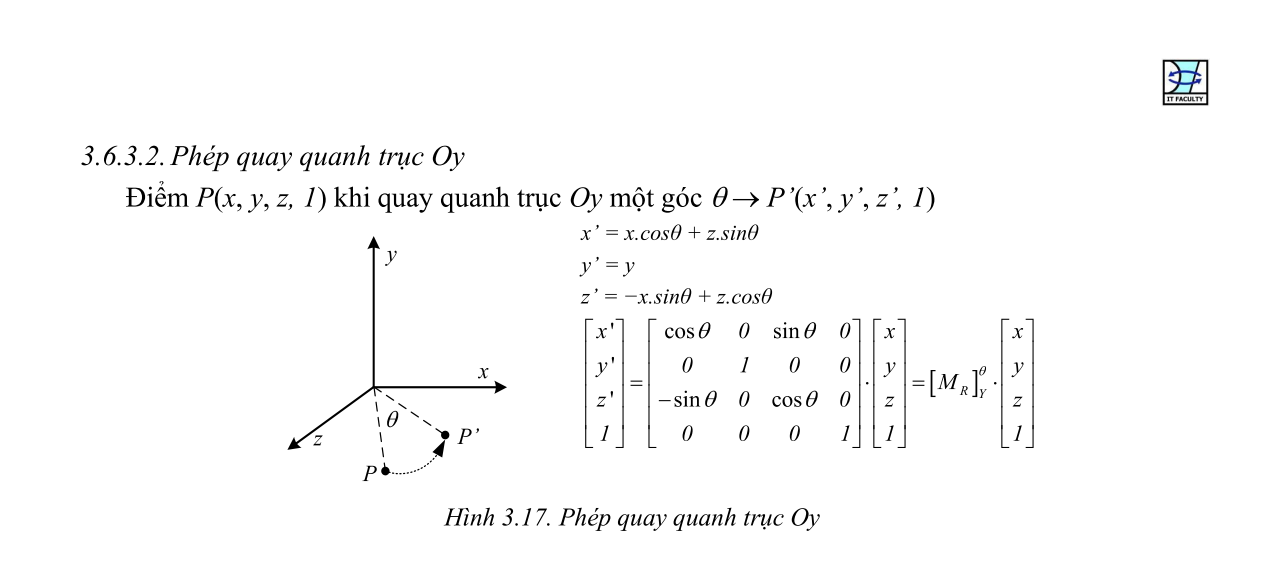 IT FACULTY
3.6.3.2. Phép quay quanh trục Oy
Điểm P(x, y, z, 1) khi quay quanh trục Oy một góc θ → P’(x’, y’, z’, 1)
x’ = x.cosθ + z.sinθ
y’ = y
z’ = −x.sinθ + z.cosθ
y
x
z
θ
P
P’
[x' y' z' 1] = [cosθ 0 sinθ 0
0 1 0 0
−sinθ 0 cosθ 0
0 0 0 1] · [x y z 1] = [M_R]_Y^θ · [x y z 1]
Hình 3.17. Phép quay quanh trục Oy